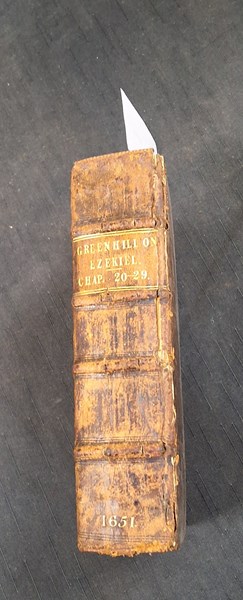 GREENHILL ON
EZEKIEL.
CHAP. 20-29.
1651.